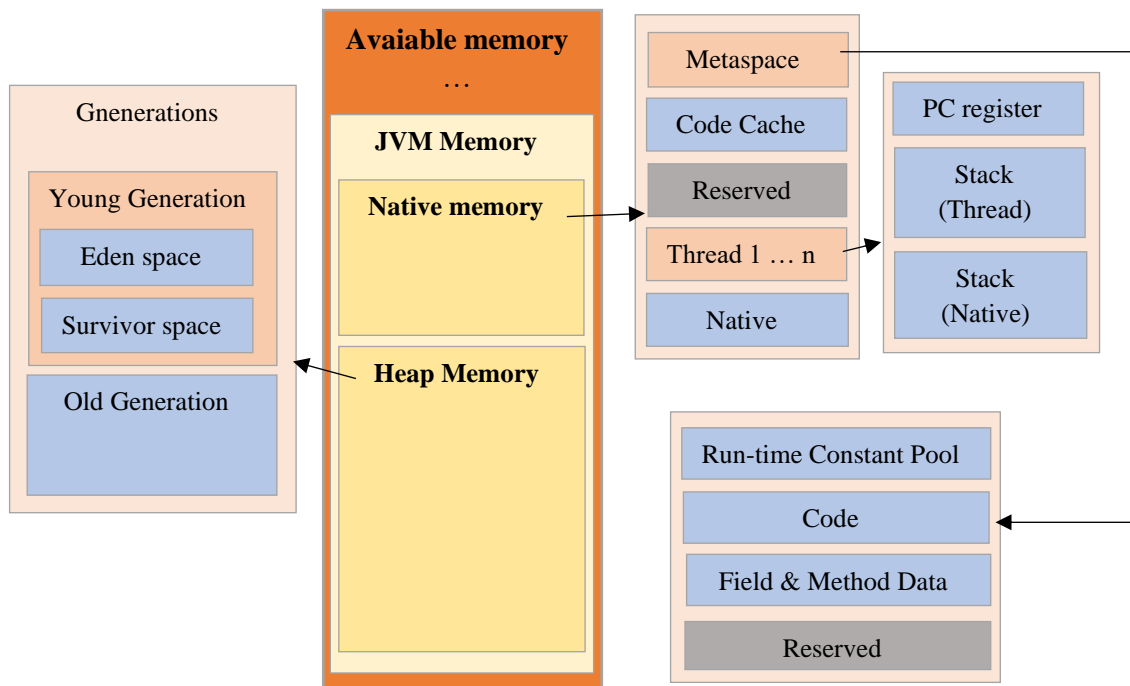 Avaiable memory
…
JVM Memory
Native memory
Heap Memory
Gnenerations
Young Generation
Eden space
Survivor space
Old Generation
Metaspace
Code Cache
Reserved
Thread 1 … n
Native
PC register
Stack
(Thread)
Stack
(Native)
Run-time Constant Pool
Code
Field & Method Data
Reserved